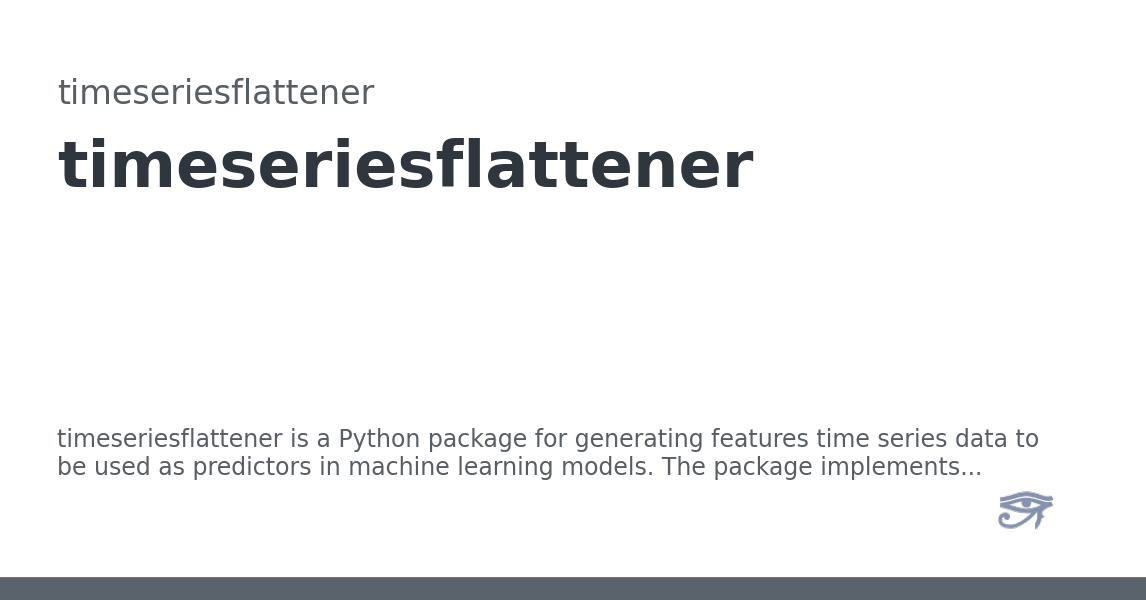 timeseriesflattener
timeseriesflattener
timeseriesflattener is a Python package for generating features time series data to
be used as predictors in machine learning models. The package implements...